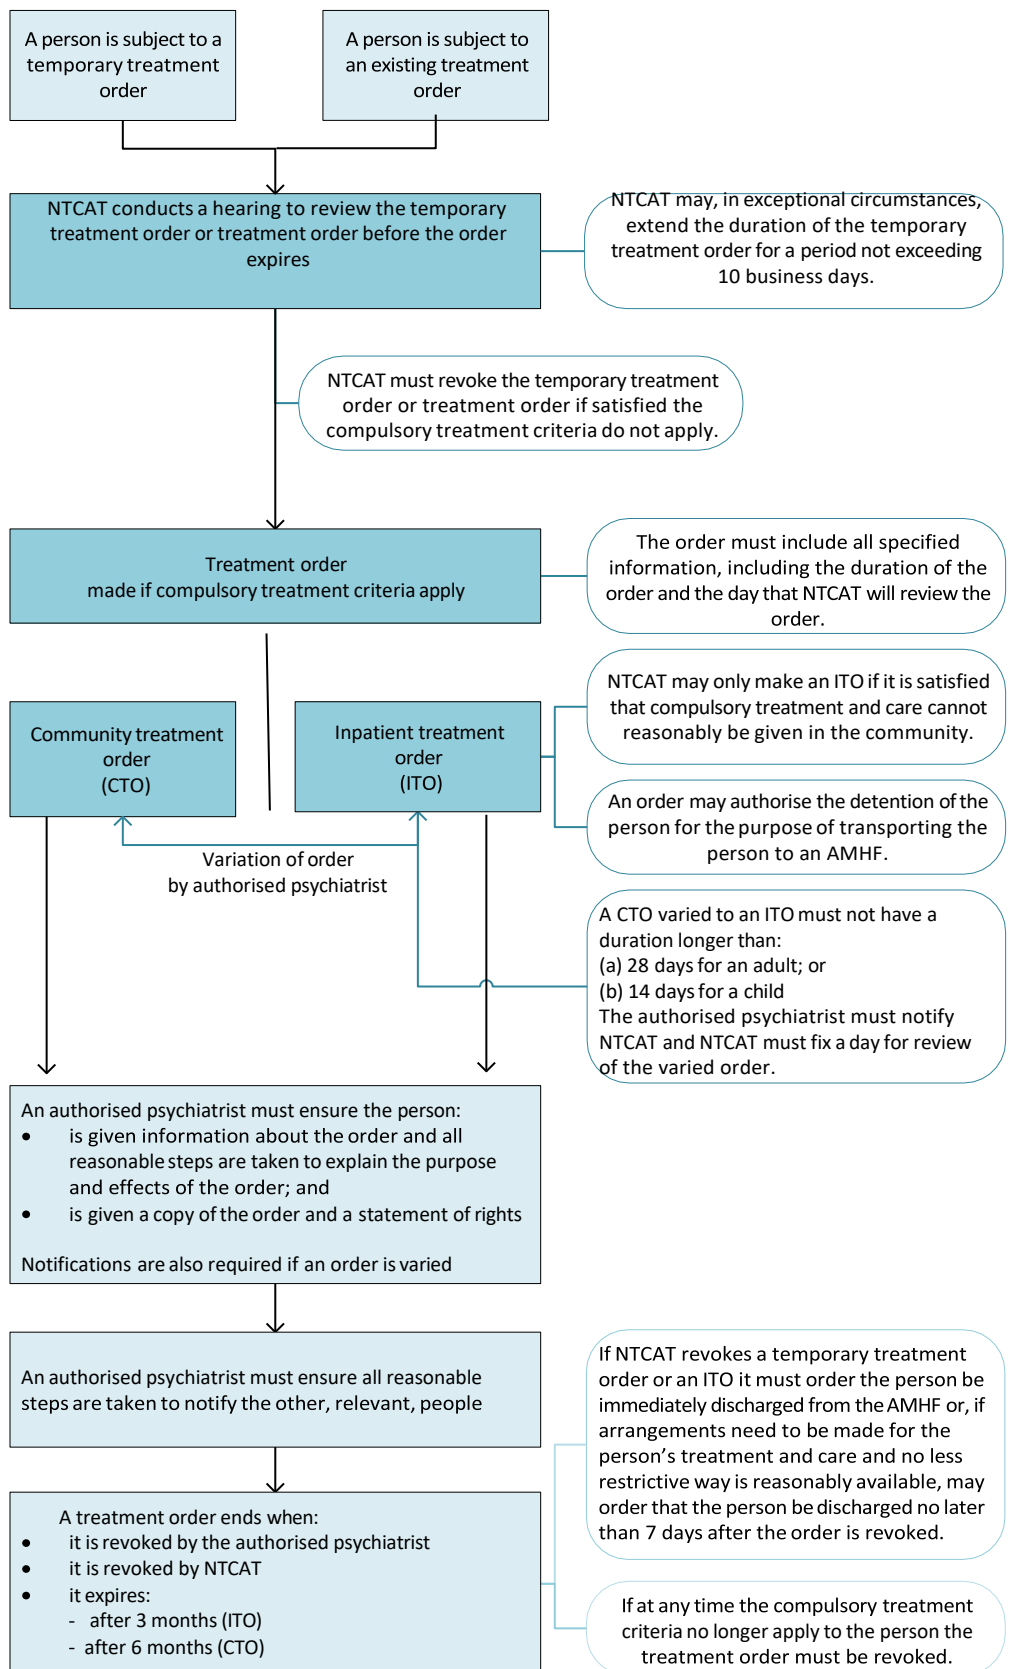 A person is subject to a
temporary treatment
order
A person is subject to
an existing treatment
order
NTCAT conducts a hearing to review the temporary
treatment order or treatment order before the order
expires
NTCAT may, in exceptional circumstances,
extend the duration of the temporary
treatment order for a period not exceeding
10 business days.
NTCAT must revoke the temporary treatment
order or treatment order if satisfied the
compulsory treatment criteria do not apply.
Treatment order
made if compulsory treatment criteria apply
The order must include all specified
information, including the duration of the
order and the day that NTCAT will review the
order.
Community treatment
order
(CTO)
Inpatient treatment
order
(ITO)
NTCAT may only make an ITO if it is satisfied
that compulsory treatment and care cannot
reasonably be given in the community.
An order may authorise the detention of the
person for the purpose of transporting the
person to an AMHF.
Variation of order
by authorised psychiatrist
A CTO varied to an ITO must not have a
duration longer than:
(a) 28 days for an adult; or
(b) 14 days for a child
The authorised psychiatrist must notify
NTCAT and NTCAT must fix a day for review
of the varied order.
An authorised psychiatrist must ensure the person:
• is given information about the order and all
reasonable steps are taken to explain the purpose
and effects of the order; and
• is given a copy of the order and a statement of rights
Notifications are also required if an order is varied
An authorised psychiatrist must ensure all reasonable
steps are taken to notify the other, relevant, people
If NTCAT revokes a temporary treatment
order or an ITO it must order the person be
immediately discharged from the AMHF or, if
arrangements need to be made for the
person's treatment and care and no less
restrictive way is reasonably available, may
order that the person be discharged no later
than 7 days after the order is revoked.
A treatment order ends when:
• it is revoked by the authorised psychiatrist
• it is revoked by NTCAT
• it expires:
- after 3 months (ITO)
- after 6 months (CTO)
If at any time the compulsory treatment
criteria no longer apply to the person the
treatment order must be revoked.